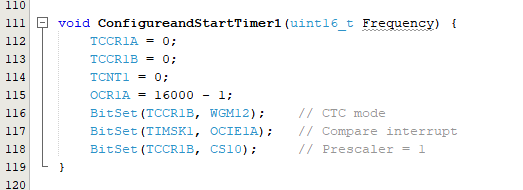 110
111 void ConfigureandStartTimer1(uint16_t Frequency) {
112 TCCR1A = 0;
113 TCCR1B = 0;
114 TCNT1 = 0;
115 OCR1A = 16000 - 1;
116 BitSet(TCCR1B, WGM12); // CTC mode
117 BitSet(TIMSK1, OCIE1A); // Compare interrupt
118 BitSet(TCCR1B, CS10); // Prescaler = 1
119 }
120